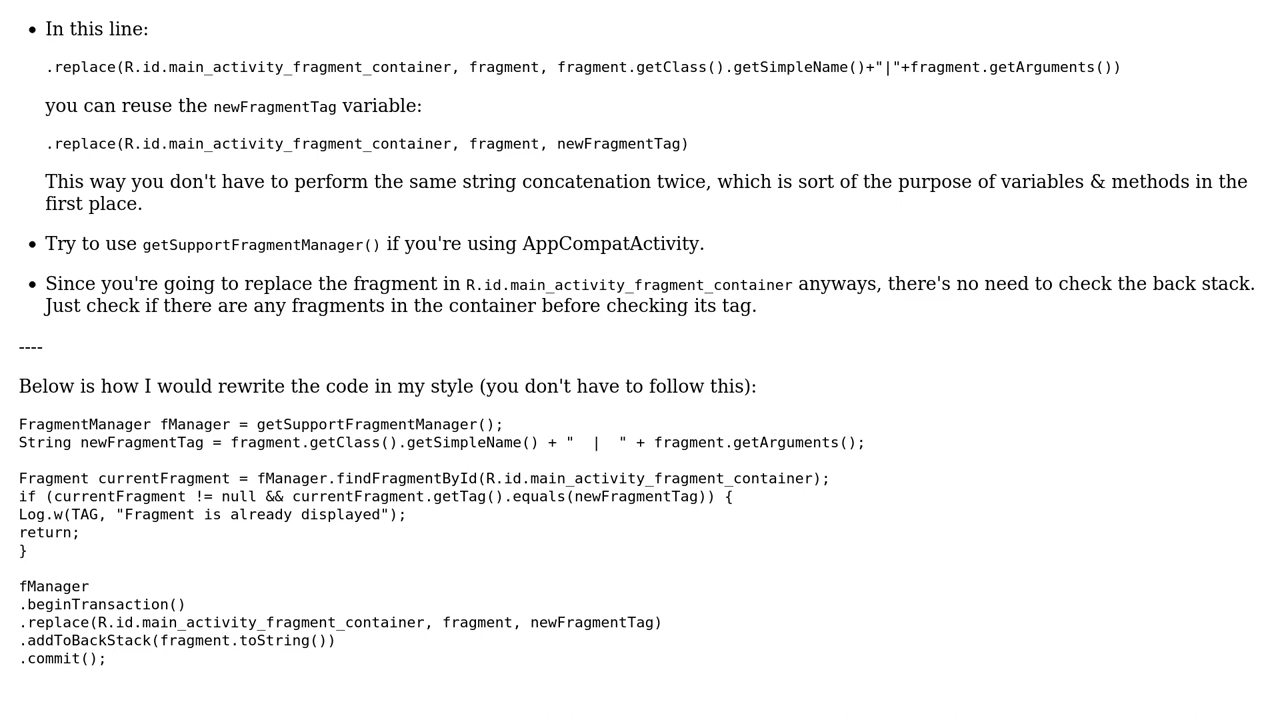 • In this line:
.replace(R.id.main_activity_fragment_container, fragment, fragment.getClass().getSimpleName()+"|"+fragment.getArguments())
you can reuse the newFragmentTag variable:
.replace(R.id.main_activity_fragment_container, fragment, newFragmentTag)
This way you don't have to perform the same string concatenation twice, which is sort of the purpose of variables & methods in the
first place.
• Try to use getSupportFragmentManager() if you're using AppCompatActivity.
• Since you're going to replace the fragment in R.id.main_activity_fragment_container anyways, there's no need to check the back stack.
Just check if there are any fragments in the container before checking its tag.
----
Below is how I would rewrite the code in my style (you don't have to follow this):
FragmentManager fManager = getSupportFragmentManager();
String newFragmentTag = fragment.getClass().getSimpleName() + "  |  " + fragment.getArguments();
Fragment currentFragment = fManager.findFragmentById(R.id.main_activity_fragment_container);
if (currentFragment != null && currentFragment.getTag().equals(newFragmentTag)) {
Log.w(TAG, "Fragment is already displayed");
return;
}
fManager
.beginTransaction()
.replace(R.id.main_activity_fragment_container, fragment, newFragmentTag)
.addToBackStack(fragment.toString())
.commit();